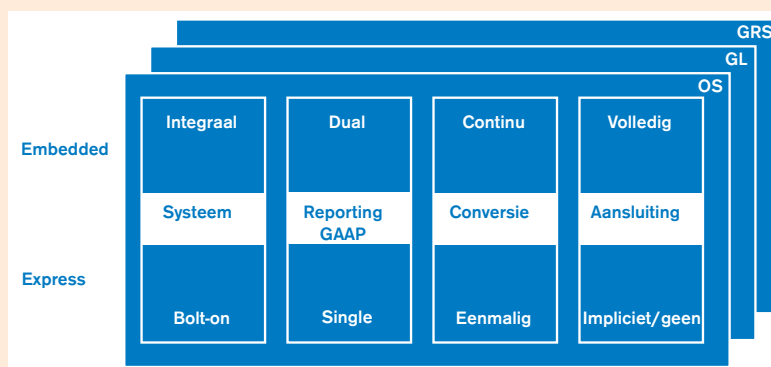 GRS
GL
OS
Integraal Dual Continu Volledig
Embedded
Systeem Reporting GAAP Conversie Aansluiting
Express
Bolt-on Single Eenmalig Impliciet/geen